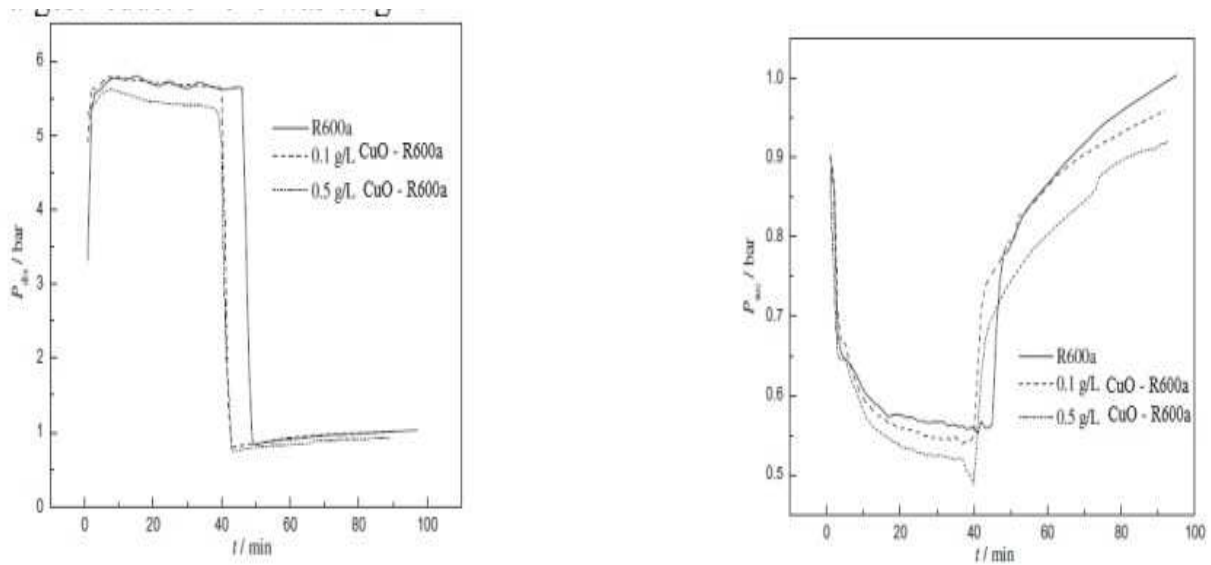 6
5
4
3
2
1
0
0 20 40 60 80 100
t / min
/ bar
R600a
0.1 g/L CuO - R600a
0.5 g/L CuO - R600a
1.0
0.9
0.8
0.7
0.6
0.5
0 20 40 60 80 100
t / min
/ bar
R600a
0.1 g/L CuO - R600a
0.5 g/L CuO - R600a